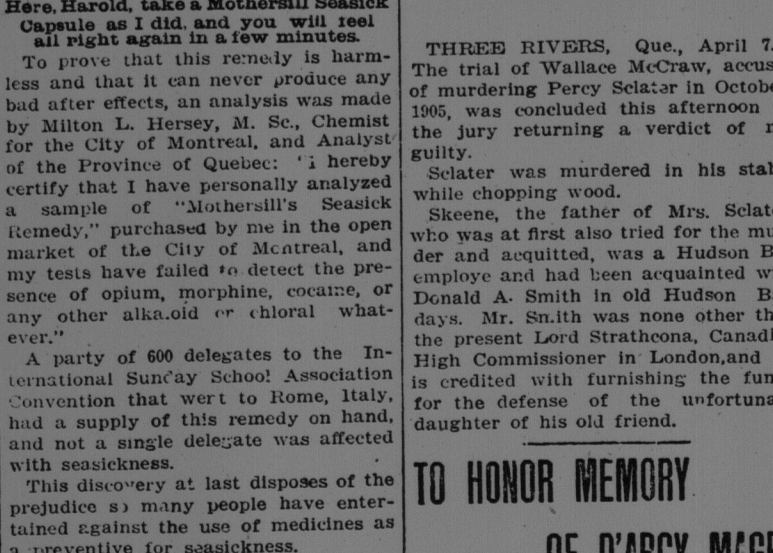 Here, Harold, take a Mothersill Seasick
Capsule as I did, and you will feel
all right again in a few minutes.
To prove that this remedy is harm-
less and that it can never produce any
bad after effects, an analysis was made
by Milton L. Hersey, M. Sc., Chemist
for the City of Montreal, and Analyst
of the Province of Quebec: "I hereby
certify that I have personally analyzed
a sample of "Mothersill's Seasick
Remedy," purchased by me in the open
market of the City of Montreal, and
my tests have failed to detect the pre-
sence of opium, morphine, cocaine, or
any other alkaloid or chloral what-
ever."
A party of 600 delegates to the In-
ternational Sunday School Association
Convention that went to Rome, Italy,
had a supply of this remedy on hand,
and not a single delegate was affected
with seasickness.
This discovery at last disposes of the
prejudice so many people have enter-
tained against the use of medicines as
a preventive for seasickness.
THREE RIVERS, Que., April 7.
The trial of Wallace McCraw, accus
of murdering Percy Sclater in Octobe
1905, was concluded this afternoon
the jury returning a verdict of n
guilty.
Sclater was murdered in his stab
while chopping wood.
Skeene, the father of Mrs. Sclat
who was at first also tried for the mu
der and acquitted, was a Hudson B
employe and had been acquainted w
Donald A. Smith in old Hudson B
days. Mr. Smith was none other th
the present Lord Strathcona, Canadi
High Commissioner in London, and
is credited with furnishing the fun
for the defense of the unfortuna
daughter of his old friend.
TO HONOR MEMORY
OF D'ARCY MACG